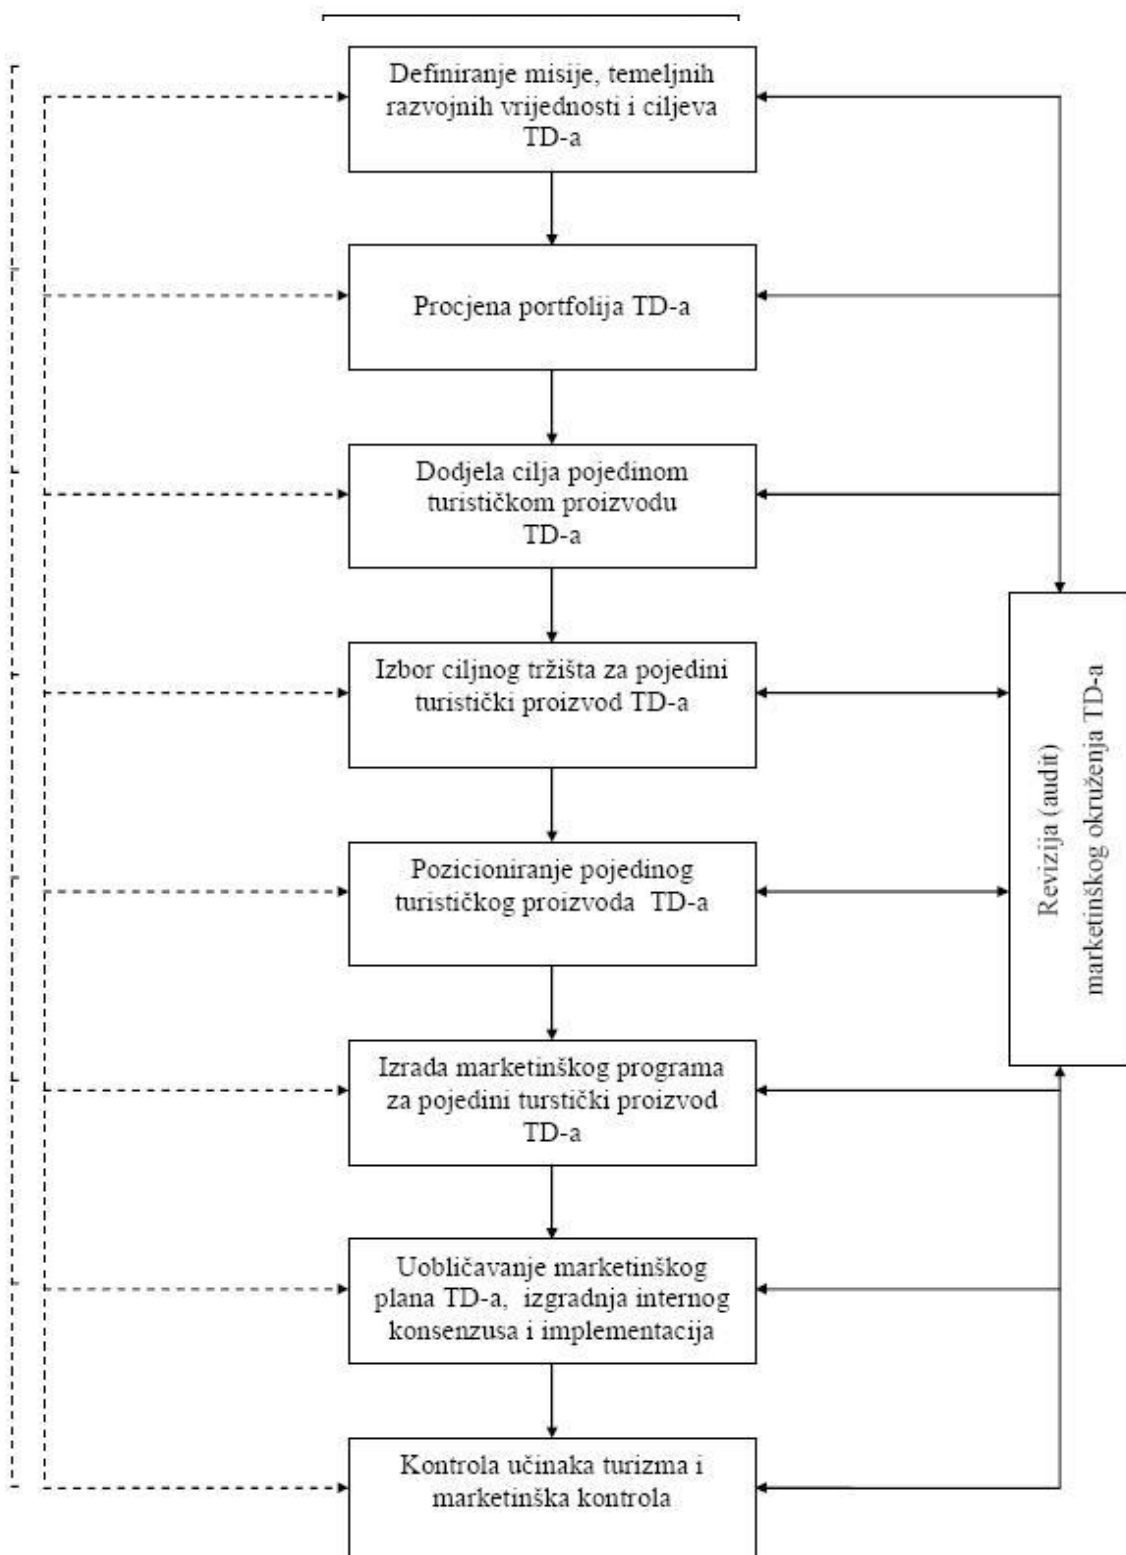 Definiranje misije, temeljnih
razvojnih vrijednosti i ciljeva
TD-a
Procjena portfolija TD-a
Dodjela cilja pojedinom
turističkom proizvodu
TD-a
Izbor ciljnog tržišta za pojedini
turistički proizvod TD-a
Pozicioniranje pojedinog
turističkog proizvoda TD-a
Izrada marketinškog programa
za pojedini turstički proizvod
TD-a
Uobličavanje marketinškog
plana TD-a, izgradnja internog
konsenzusa i implementacija
Kontrola učinaka turizma i
marketinška kontrola
Revizija (audit)
marketinškog okruženja TD-a